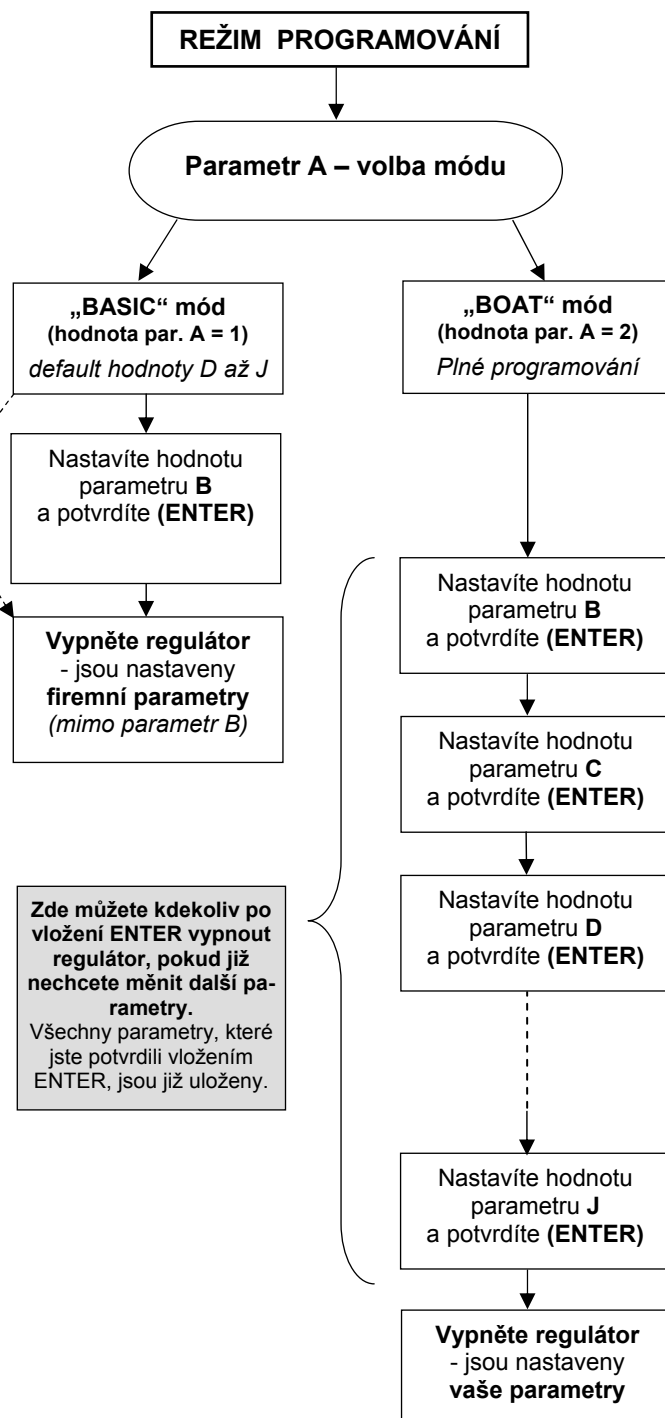 REŽIM PROGRAMOVÁNÍ
Parametr A – volba módu
„BASIC“ mód
(hodnota par. A = 1)
default hodnoty D až J
Nastavíte hodnotu
parametru B
a potvrdíte (ENTER)
Vypněte regulátor
- jsou nastaveny
firemní parametry
(mimo parametr B)
Zde můžete kdekoliv po
vložení ENTER vypnout
regulátor, pokud již
nechcete měnit další pa-
rametry.
Všechny parametry, které
jste potvrdili vložením
ENTER, jsou již uloženy.
„BOAT“ mód
(hodnota par. A = 2)
Plné programování
Nastavíte hodnotu
parametru B
a potvrdíte (ENTER)
Nastavíte hodnotu
parametru C
a potvrdíte (ENTER)
Nastavíte hodnotu
parametru D
a potvrdíte (ENTER)
Nastavíte hodnotu
parametru J
a potvrdíte (ENTER)
Vypněte regulátor
- jsou nastaveny
vaše parametry